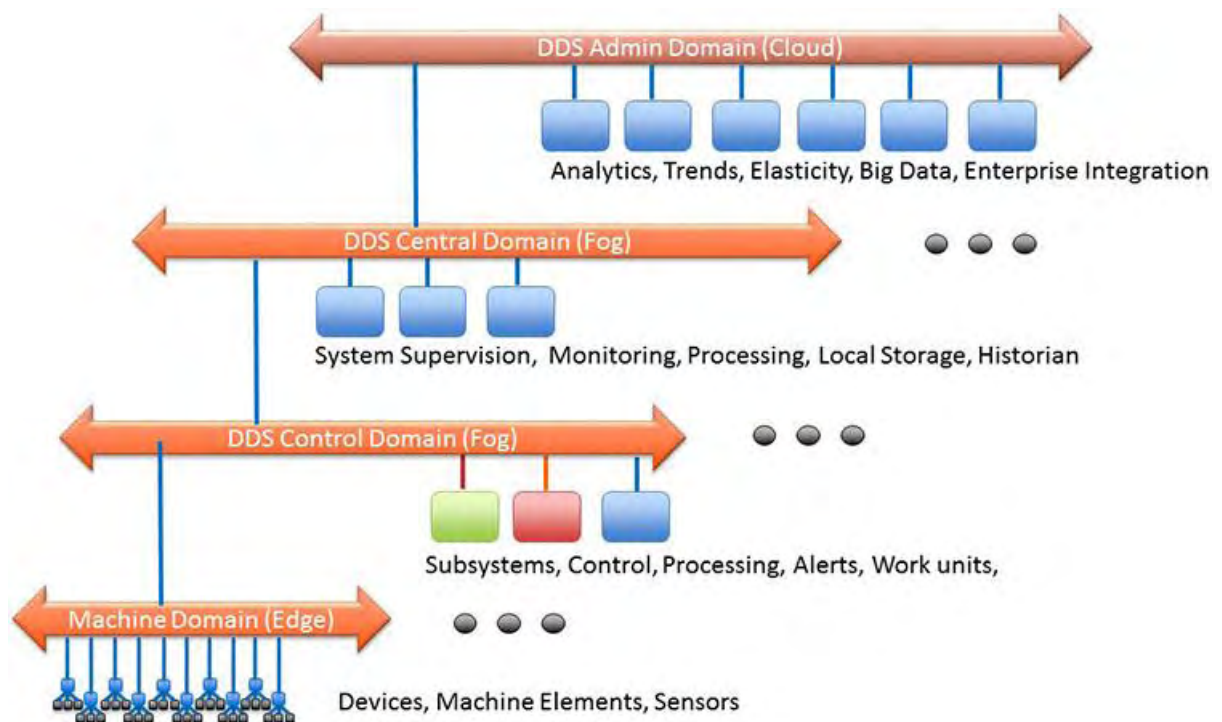 DDS Admin Domain (Cloud)
Analytics, Trends, Elasticity, Big Data, Enterprise Integration
DDS Central Domain (Fog)
System Supervision, Monitoring, Processing, Local Storage, Historian
DDS Control Domain (Fog)
Subsystems, Control, Processing, Alerts, Work units,
Machine Domain (Edge)
Devices, Machine Elements, Sensors